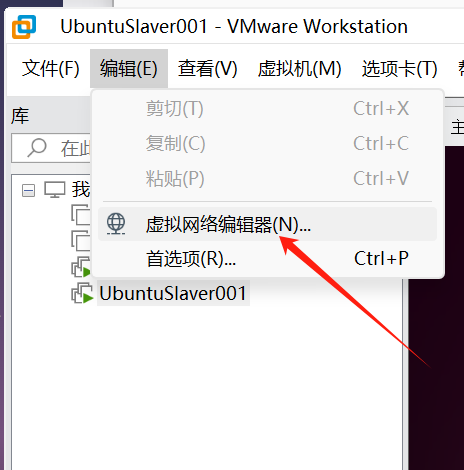 UbuntuSlaver001 - VMware Workstation
文件(F) 编辑(E) 查看(V) 虚拟机(M) 选项卡(T)
库
剪切(T) Ctrl+X
主
在此
复制(C) Ctrl+C
粘贴(P) Ctrl+V
我
虚拟网络编辑器(N)...
首选项(R)... Ctrl+P
UbuntuSlaver001